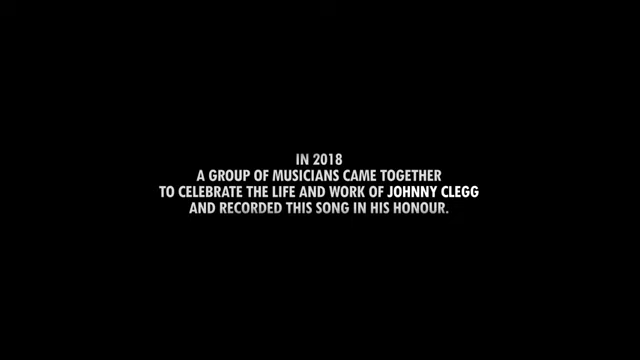 IN 2018
A GROUP OF MUSICIANS CAME TOGETHER
TO CELEBRATE THE LIFE AND WORK OF JOHNNY CLEGG
AND RECORDED THIS SONG IN HIS HONOUR.